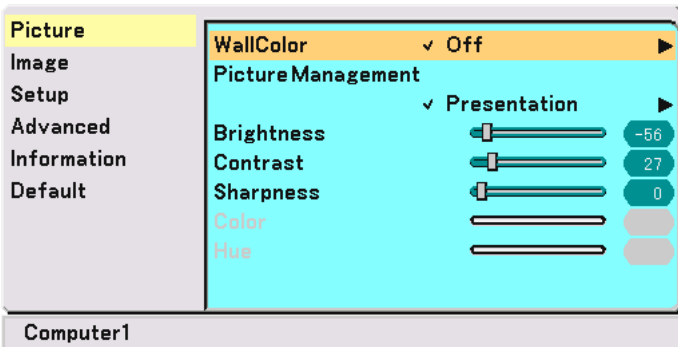 Picture
Image
Setup
Advanced
Information
Default
WallColor ✓ Off ▶
Picture Management
✓ Presentation ▶
Brightness -56
Contrast 27
Sharpness 0
Color
Hue
Computer1